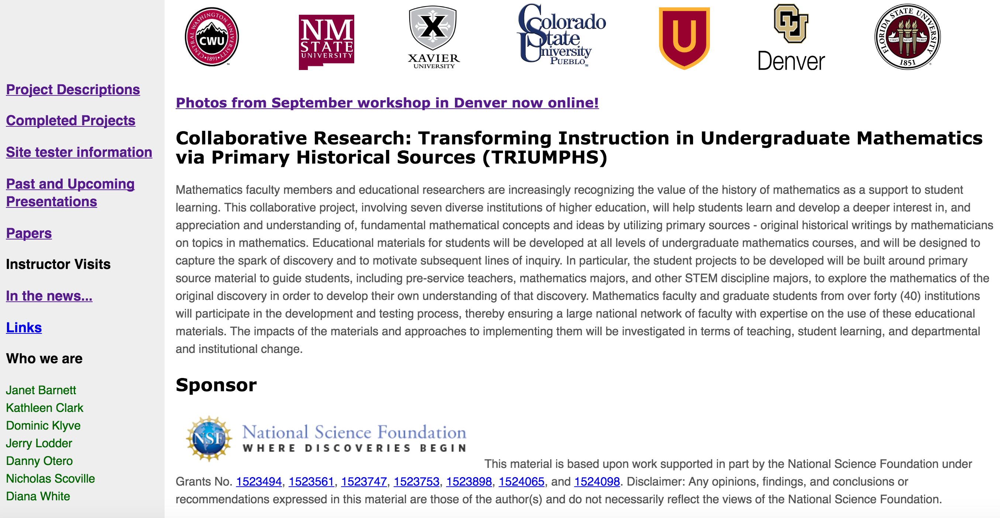 CENTRAL WASHINGTON UNIVERSITY
CWU
•1891•
™
NM
STATE
UNIVERSITY
X
XAVIER
UNIVERSITY
Colorado
State
University
PUEBLO™
U
CU
Denver
FLORIDA STATE UNIVERSITY
VIRES ARTES MORES
1851
Project Descriptions
Completed Projects
Site tester information
Past and Upcoming
Presentations
Papers
Instructor Visits
In the news...
Links
Who we are
Janet Barnett
Kathleen Clark
Dominic Klyve
Jerry Lodder
Danny Otero
Nicholas Scoville
Diana White
Photos from September workshop in Denver now online!
Collaborative Research: Transforming Instruction in Undergraduate Mathematics
via Primary Historical Sources (TRIUMPHS)
Mathematics faculty members and educational researchers are increasingly recognizing the value of the history of mathematics as a support to student
learning. This collaborative project, involving seven diverse institutions of higher education, will help students learn and develop a deeper interest in, and
appreciation and understanding of, fundamental mathematical concepts and ideas by utilizing primary sources - original historical writings by mathematicians
on topics in mathematics. Educational materials for students will be developed at all levels of undergraduate mathematics courses, and will be designed to
capture the spark of discovery and to motivate subsequent lines of inquiry. In particular, the student projects to be developed will be built around primary
source material to guide students, including pre-service teachers, mathematics majors, and other STEM discipline majors, to explore the mathematics of the
original discovery in order to develop their own understanding of that discovery. Mathematics faculty and graduate students from over forty (40) institutions
will participate in the development and testing process, thereby ensuring a large national network of faculty with expertise on the use of these educational
materials. The impacts of the materials and approaches to implementing them will be investigated in terms of teaching, student learning, and departmental
and institutional change.
Sponsor
NSF
National Science Foundation
WHERE DISCOVERIES BEGIN
This material is based upon work supported in part by the National Science Foundation under
Grants No. 1523494, 1523561, 1523747, 1523753, 1523898, 1524065, and 1524098. Disclaimer: Any opinions, findings, and conclusions or
recommendations expressed in this material are those of the author(s) and do not necessarily reflect the views of the National Science Foundation.